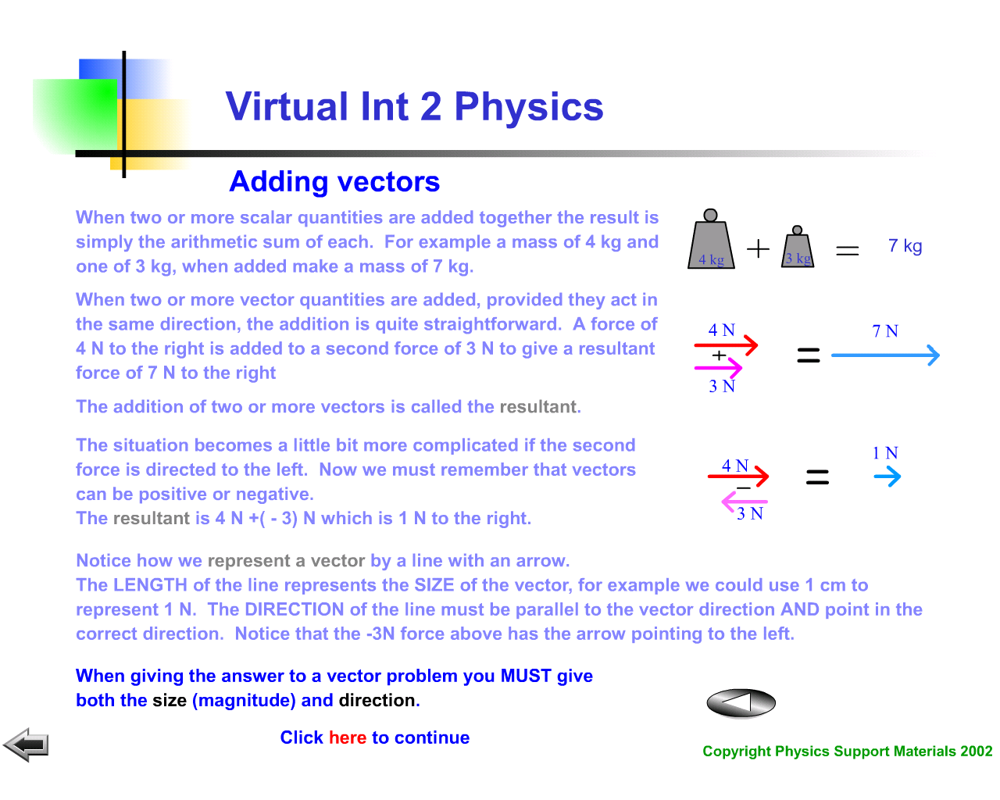 Virtual Int 2 Physics
Adding vectors
When two or more scalar quantities are added together the result is
simply the arithmetic sum of each.  For example a mass of 4 kg and
one of 3 kg, when added make a mass of 7 kg.
4 kg + 3 kg = 7 kg
When two or more vector quantities are added, provided they act in
the same direction, the addition is quite straightforward.  A force of
4 N to the right is added to a second force of 3 N to give a resultant
force of 7 N to the right
4 N
+
3 N
=
7 N
The addition of two or more vectors is called the resultant.
The situation becomes a little bit more complicated if the second
force is directed to the left.  Now we must remember that vectors
can be positive or negative.
The resultant is 4 N +( - 3) N which is 1 N to the right.
4 N
−
3 N
=
1 N
Notice how we represent a vector by a line with an arrow.
The LENGTH of the line represents the SIZE of the vector, for example we could use 1 cm to
represent 1 N.  The DIRECTION of the line must be parallel to the vector direction AND point in the
correct direction.  Notice that the -3N force above has the arrow pointing to the left.
When giving the answer to a vector problem you MUST give
both the size (magnitude) and direction.
Click here to continue
Copyright Physics Support Materials 2002